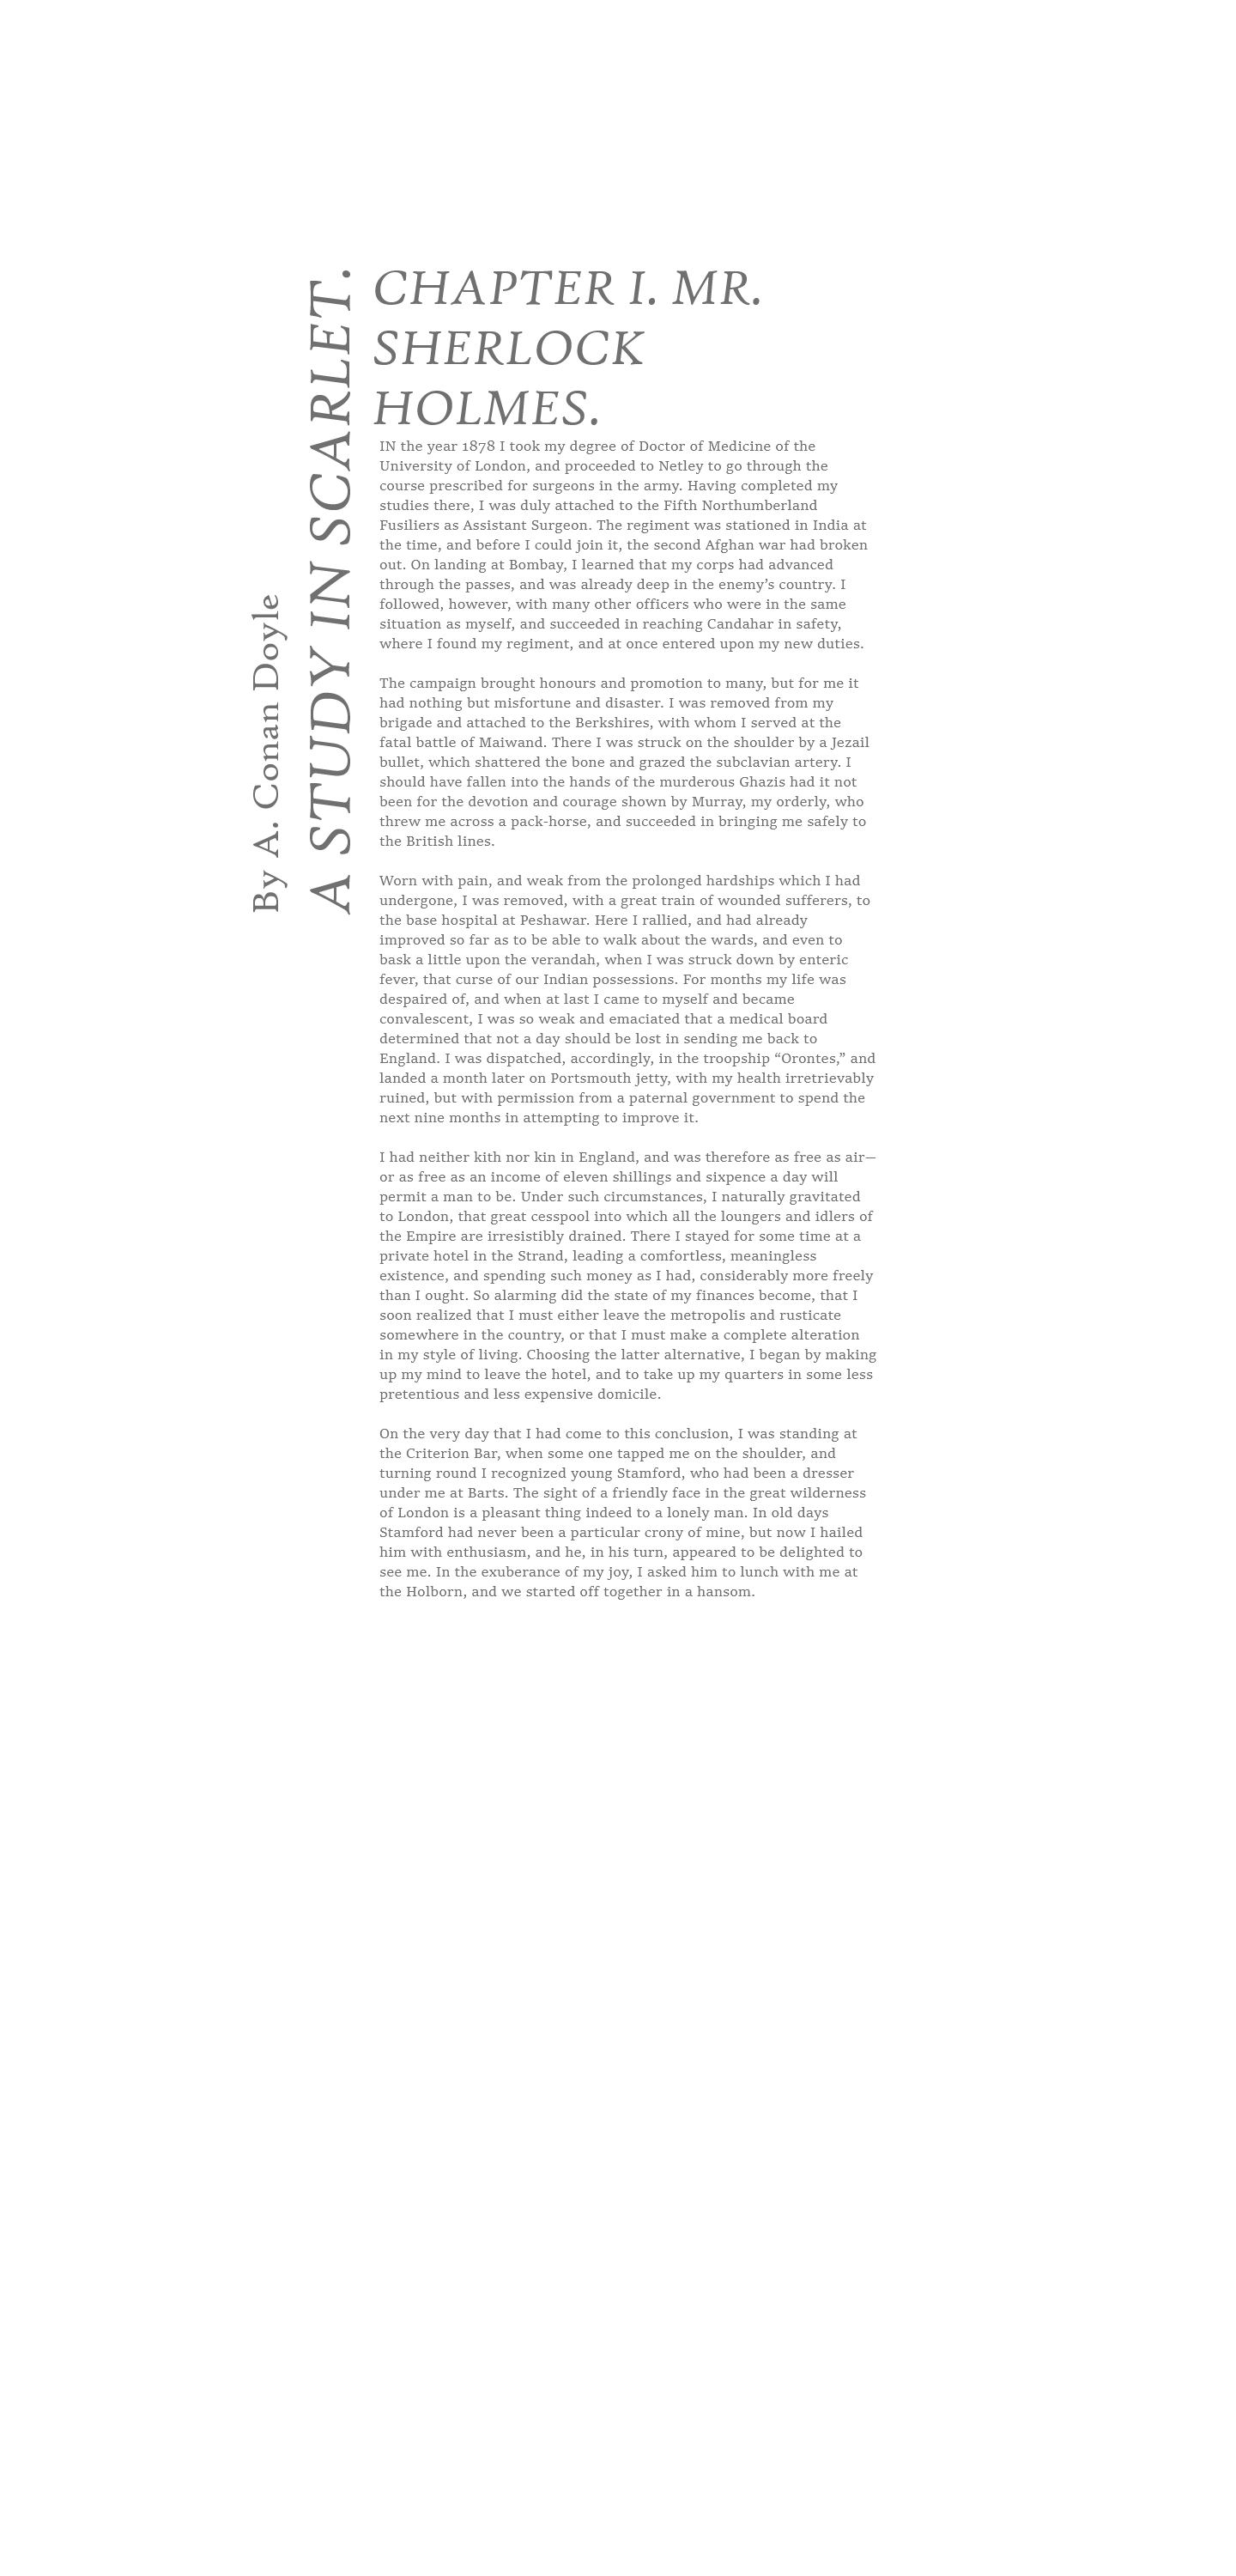 A STUDY IN SCARLET.
By A. Conan Doyle
CHAPTER I. MR.
SHERLOCK
HOLMES.
IN the year 1878 I took my degree of Doctor of Medicine of the
University of London, and proceeded to Netley to go through the
course prescribed for surgeons in the army. Having completed my
studies there, I was duly attached to the Fifth Northumberland
Fusiliers as Assistant Surgeon. The regiment was stationed in India at
the time, and before I could join it, the second Afghan war had broken
out. On landing at Bombay, I learned that my corps had advanced
through the passes, and was already deep in the enemy’s country. I
followed, however, with many other officers who were in the same
situation as myself, and succeeded in reaching Candahar in safety,
where I found my regiment, and at once entered upon my new duties.
The campaign brought honours and promotion to many, but for me it
had nothing but misfortune and disaster. I was removed from my
brigade and attached to the Berkshires, with whom I served at the
fatal battle of Maiwand. There I was struck on the shoulder by a Jezail
bullet, which shattered the bone and grazed the subclavian artery. I
should have fallen into the hands of the murderous Ghazis had it not
been for the devotion and courage shown by Murray, my orderly, who
threw me across a pack-horse, and succeeded in bringing me safely to
the British lines.
Worn with pain, and weak from the prolonged hardships which I had
undergone, I was removed, with a great train of wounded sufferers, to
the base hospital at Peshawar. Here I rallied, and had already
improved so far as to be able to walk about the wards, and even to
bask a little upon the verandah, when I was struck down by enteric
fever, that curse of our Indian possessions. For months my life was
despaired of, and when at last I came to myself and became
convalescent, I was so weak and emaciated that a medical board
determined that not a day should be lost in sending me back to
England. I was dispatched, accordingly, in the troopship “Orontes,” and
landed a month later on Portsmouth jetty, with my health irretrievably
ruined, but with permission from a paternal government to spend the
next nine months in attempting to improve it.
I had neither kith nor kin in England, and was therefore as free as air—
or as free as an income of eleven shillings and sixpence a day will
permit a man to be. Under such circumstances, I naturally gravitated
to London, that great cesspool into which all the loungers and idlers of
the Empire are irresistibly drained. There I stayed for some time at a
private hotel in the Strand, leading a comfortless, meaningless
existence, and spending such money as I had, considerably more freely
than I ought. So alarming did the state of my finances become, that I
soon realized that I must either leave the metropolis and rusticate
somewhere in the country, or that I must make a complete alteration
in my style of living. Choosing the latter alternative, I began by making
up my mind to leave the hotel, and to take up my quarters in some less
pretentious and less expensive domicile.
On the very day that I had come to this conclusion, I was standing at
the Criterion Bar, when some one tapped me on the shoulder, and
turning round I recognized young Stamford, who had been a dresser
under me at Barts. The sight of a friendly face in the great wilderness
of London is a pleasant thing indeed to a lonely man. In old days
Stamford had never been a particular crony of mine, but now I hailed
him with enthusiasm, and he, in his turn, appeared to be delighted to
see me. In the exuberance of my joy, I asked him to lunch with me at
the Holborn, and we started off together in a hansom.